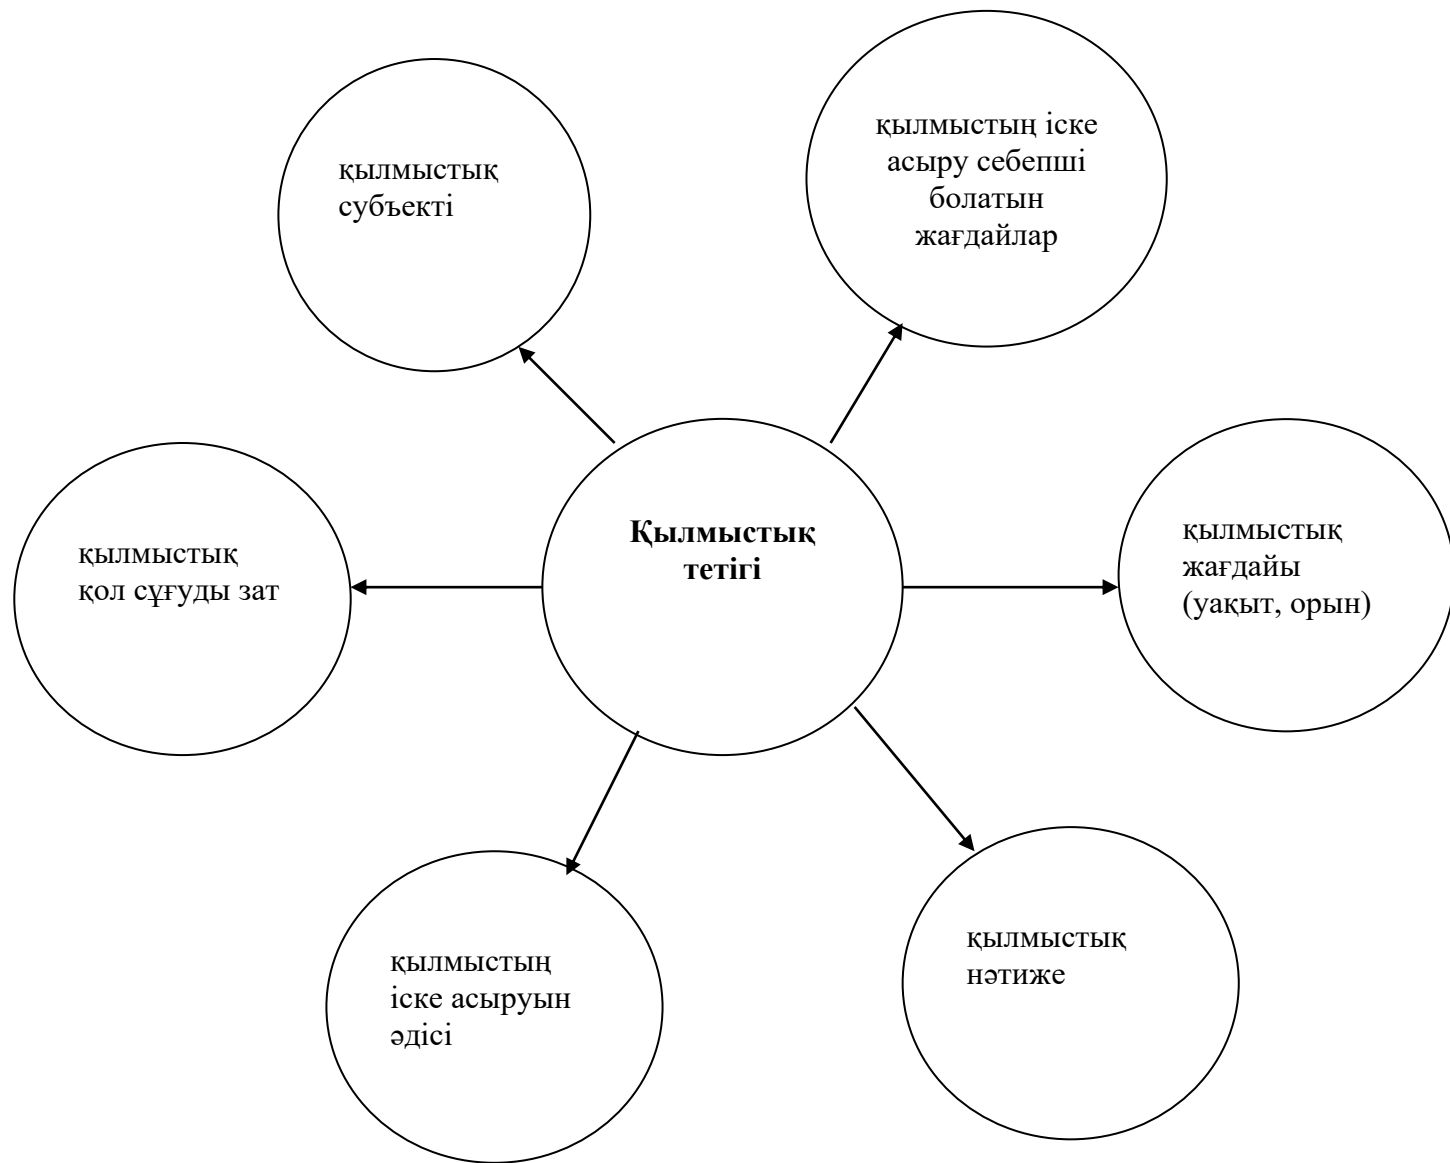 қылмыстың іске
асыру себепші
болатын
жағдайлар
қылмыстық
субъекті
Қылмыстық
тетігі
қылмыстық
жағдайы
(уақыт, орын)
қылмыстық
қол сұғуды зат
қылмыстық
нәтиже
қылмыстың
іске асыруын
әдісі